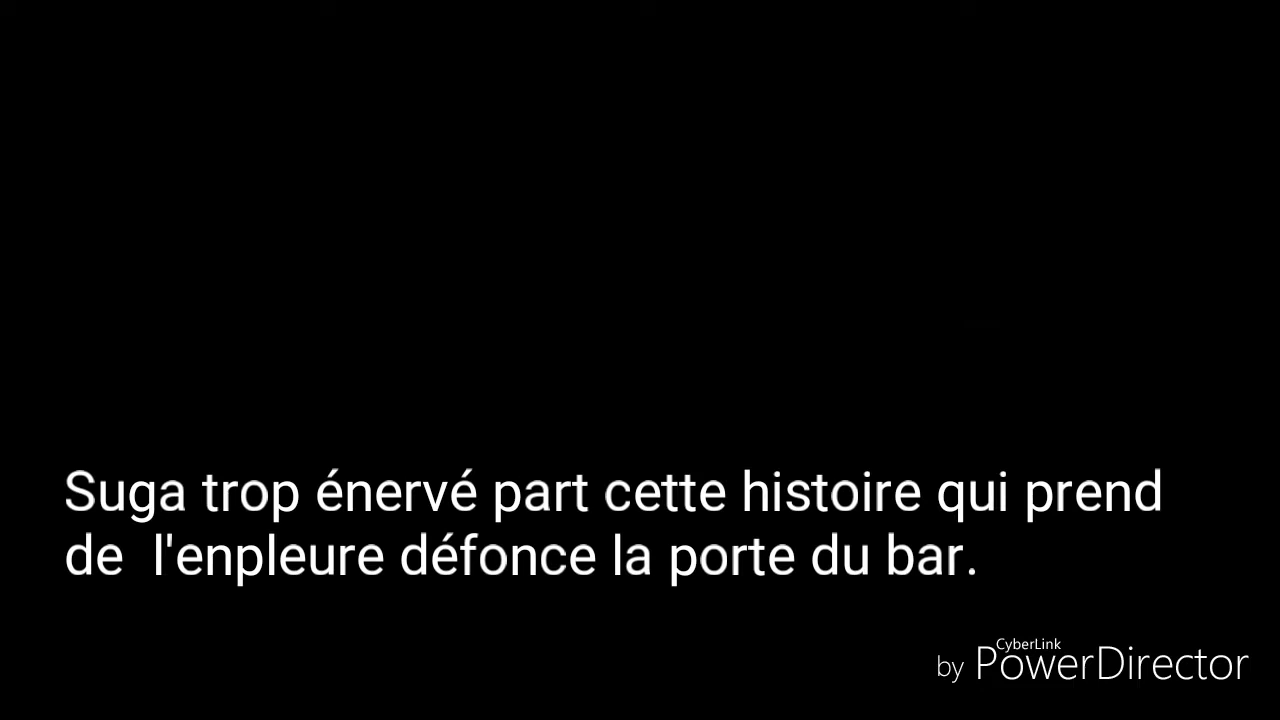 Suga trop énervé part cette histoire qui prend
de  l'enpleure défonce la porte du bar.
CyberLink
by PowerDirector